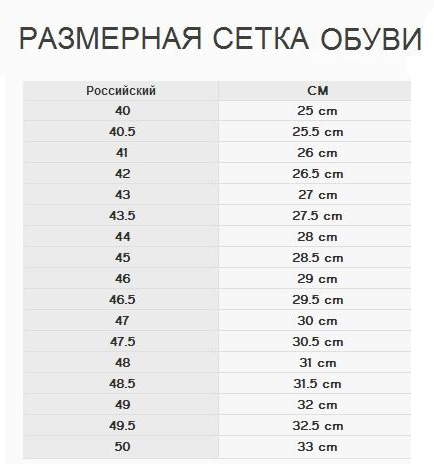 РАЗМЕРНАЯ СЕТКА ОБУВИ
Российский СМ
40 25 cm
40.5 25.5 cm
41 26 cm
42 26.5 cm
43 27 cm
43.5 27.5 cm
44 28 cm
45 28.5 cm
46 29 cm
46.5 29.5 cm
47 30 cm
47.5 30.5 cm
48 31 cm
48.5 31.5 cm
49 32 cm
49.5 32.5 cm
50 33 cm